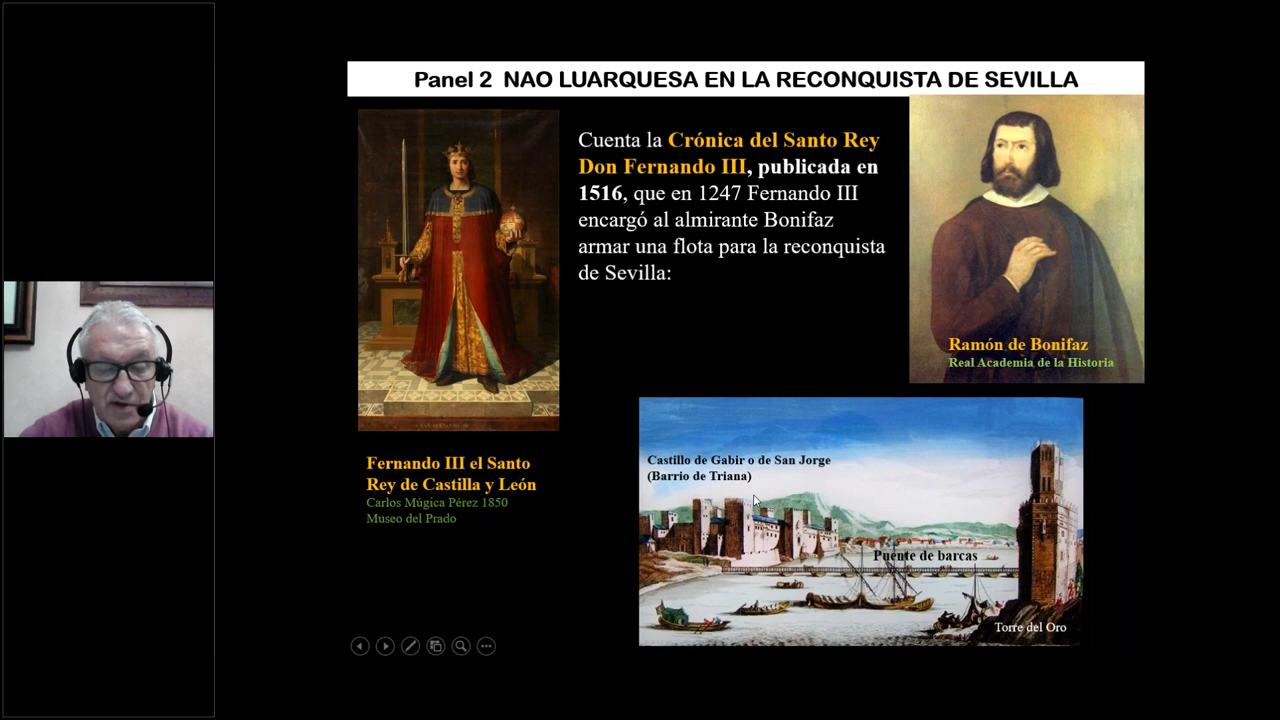 Panel 2 NAO LUARQUESA EN LA RECONQUISTA DE SEVILLA
Cuenta la Crónica del Santo Rey
Don Fernando III, publicada en
1516, que en 1247 Fernando III
encargó al almirante Bonifaz
armar una flota para la reconquista
de Sevilla:
Ramón de Bonifaz
Real Academia de la Historia
Fernando III el Santo
Rey de Castilla y León
Carlos Múgica Pérez 1850
Museo del Prado
Castillo de Gabir o de San Jorge
(Barrio de Triana)
Puente de barcas
Torre del Oro